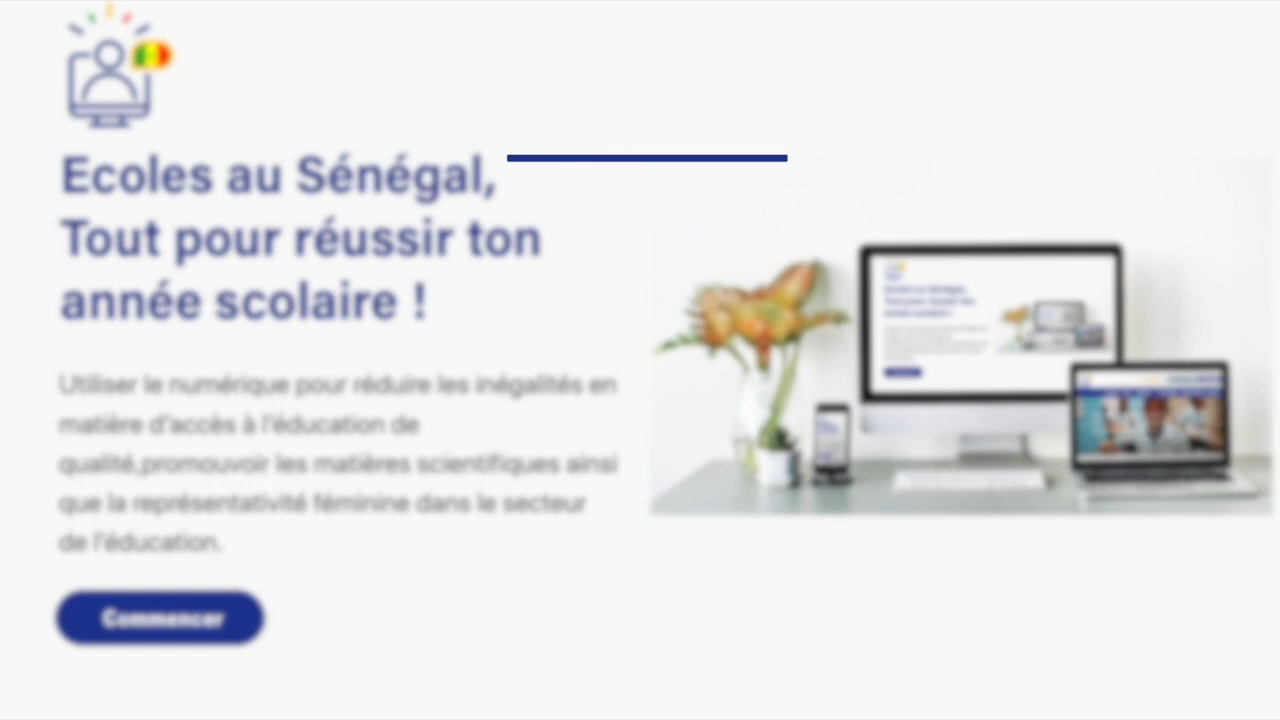 Ecoles au Sénégal,
Tout pour réussir ton
année scolaire !
Utiliser le numérique pour réduire les inégalités en
matière d'accès à l'éducation de
qualité,promouvoir les matières scientifiques ainsi
que la représentativité féminine dans le secteur
de l'éducation.
Commencer